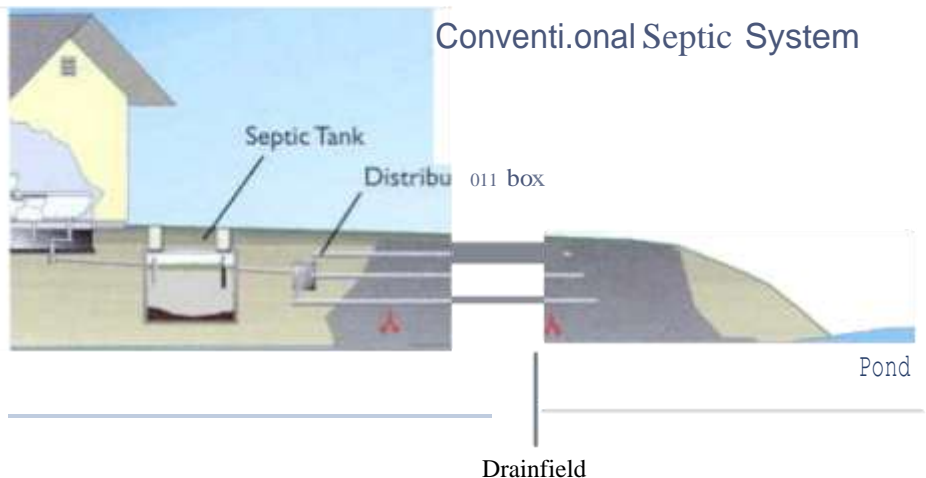 Conventi.onal Septic System
Septic Tank
Distribu 011 box
Pond
Drainfield